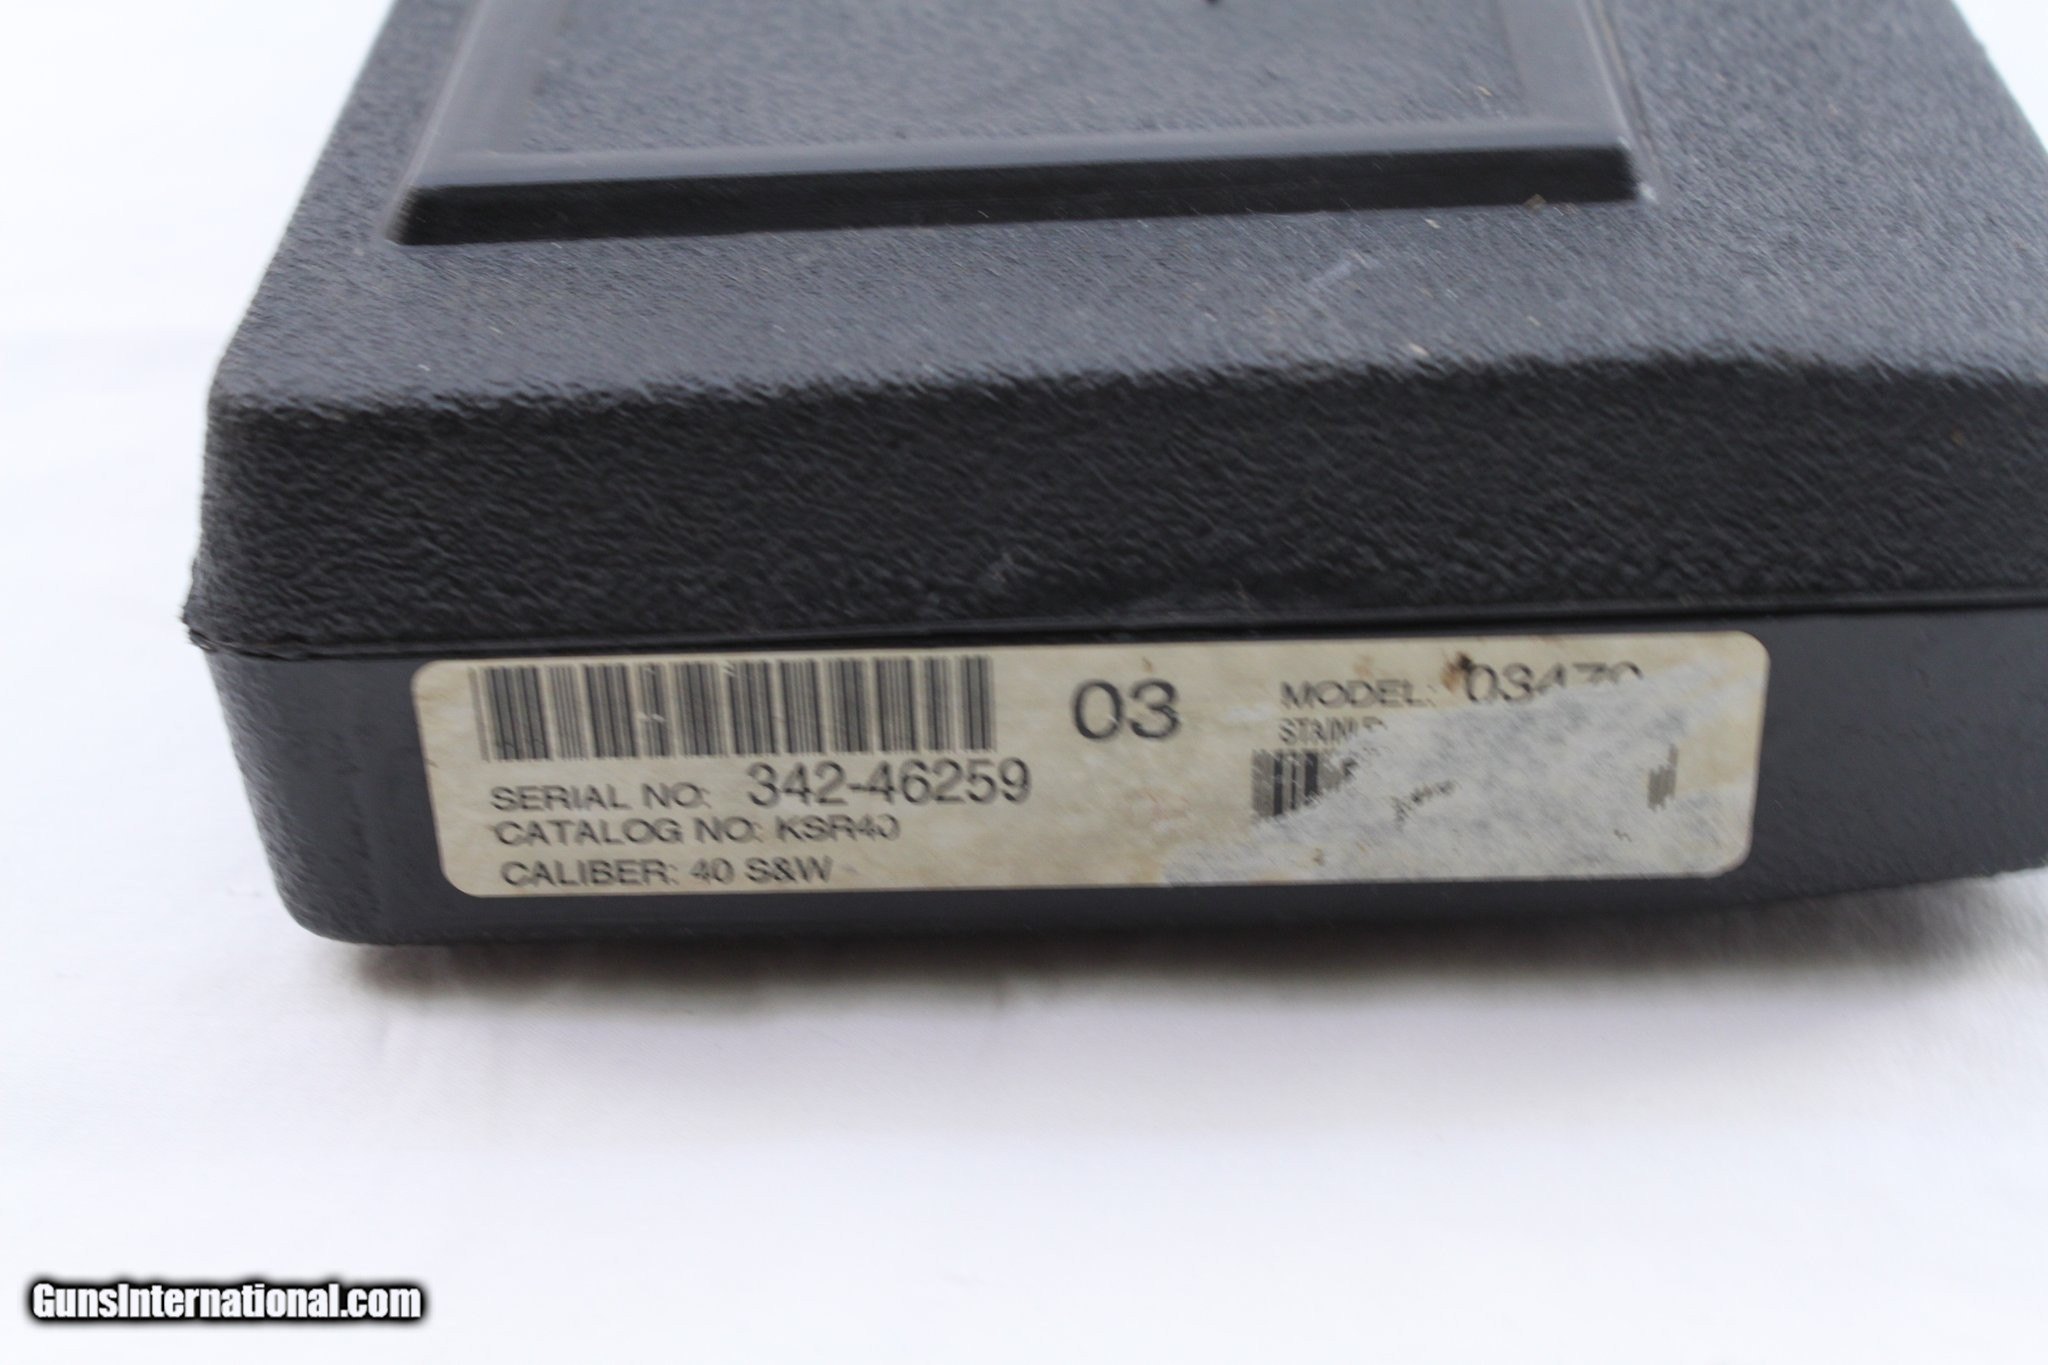 03
MODEL:
SERIAL NO: 342-46259
CATALOG NO: KSR40
CALIBER: 40 S&W
GunsInternational.com